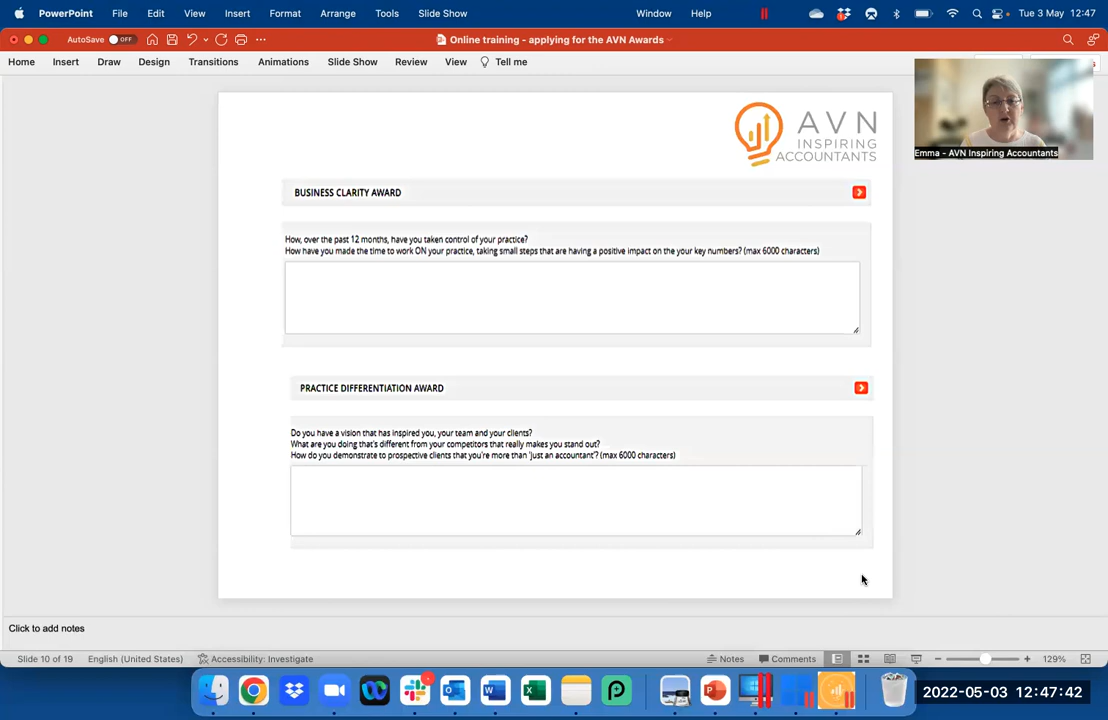 PowerPoint File Edit View Insert Format Arrange Tools Slide Show Window Help Tue 3 May 12:47
AutoSave OFF Online training - applying for the AVN Awards
Home Insert Draw Design Transitions Animations Slide Show Review View Tell me
Emma - AVN Inspiring Accountants
AVN
INSPIRING
ACCOUNTANTS
BUSINESS CLARITY AWARD
How, over the past 12 months, have you taken control of your practice?
How have you made the time to work ON your practice, taking small steps that are having a positive impact on the your key numbers? (max 6000 characters)
PRACTICE DIFFERENTIATION AWARD
Do you have a vision that has inspired you, your team and your clients?
What are you doing that's different from your competitors that really makes you stand out?
How do you demonstrate to prospective clients that you're more than 'just an accountant'? (max 6000 characters)
Click to add notes
Slide 10 of 19 English (United States) Accessibility: Investigate Notes Comments 129%
2022-05-03 12:47:42